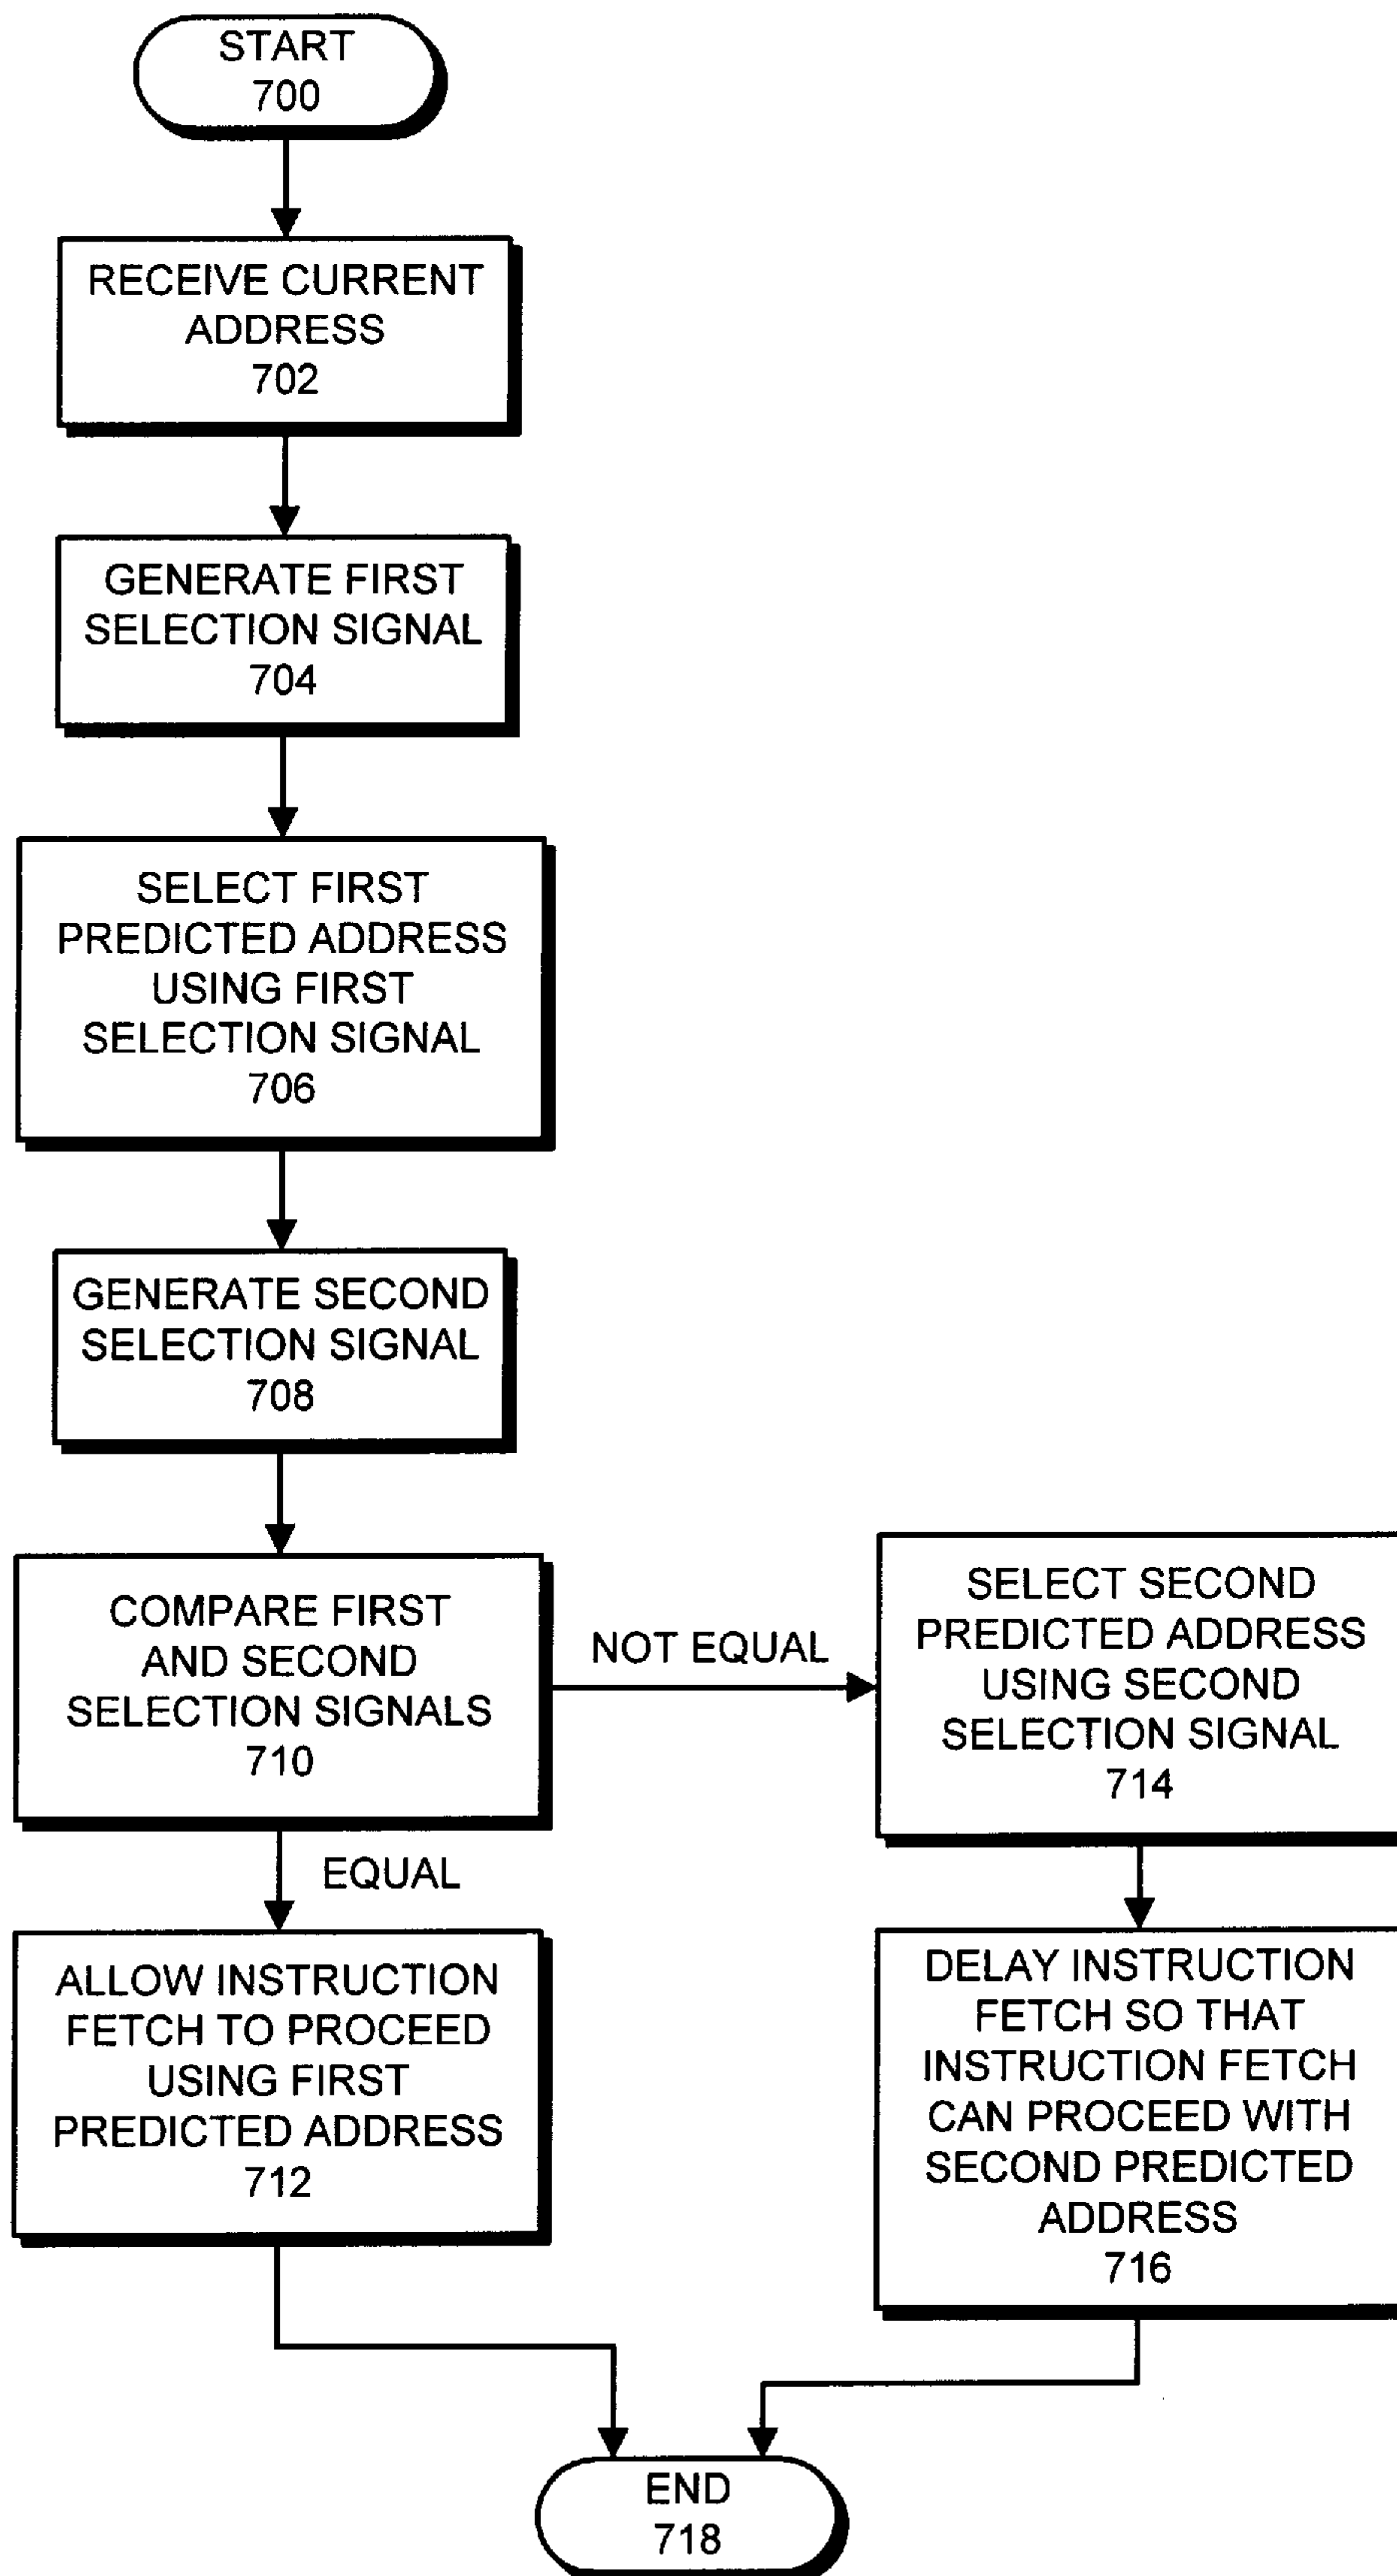 START
700
RECEIVE CURRENT
ADDRESS
702
GENERATE FIRST
SELECTION SIGNAL
704
SELECT FIRST
PREDICTED ADDRESS
USING FIRST
SELECTION SIGNAL
706
GENERATE SECOND
SELECTION SIGNAL
708
COMPARE FIRST
AND SECOND
SELECTION SIGNALS
710
NOT EQUAL
SELECT SECOND
PREDICTED ADDRESS
USING SECOND
SELECTION SIGNAL
714
EQUAL
ALLOW INSTRUCTION
FETCH TO PROCEED
USING FIRST
PREDICTED ADDRESS
712
DELAY INSTRUCTION
FETCH SO THAT
INSTRUCTION FETCH
CAN PROCEED WITH
SECOND PREDICTED
ADDRESS
716
END
718